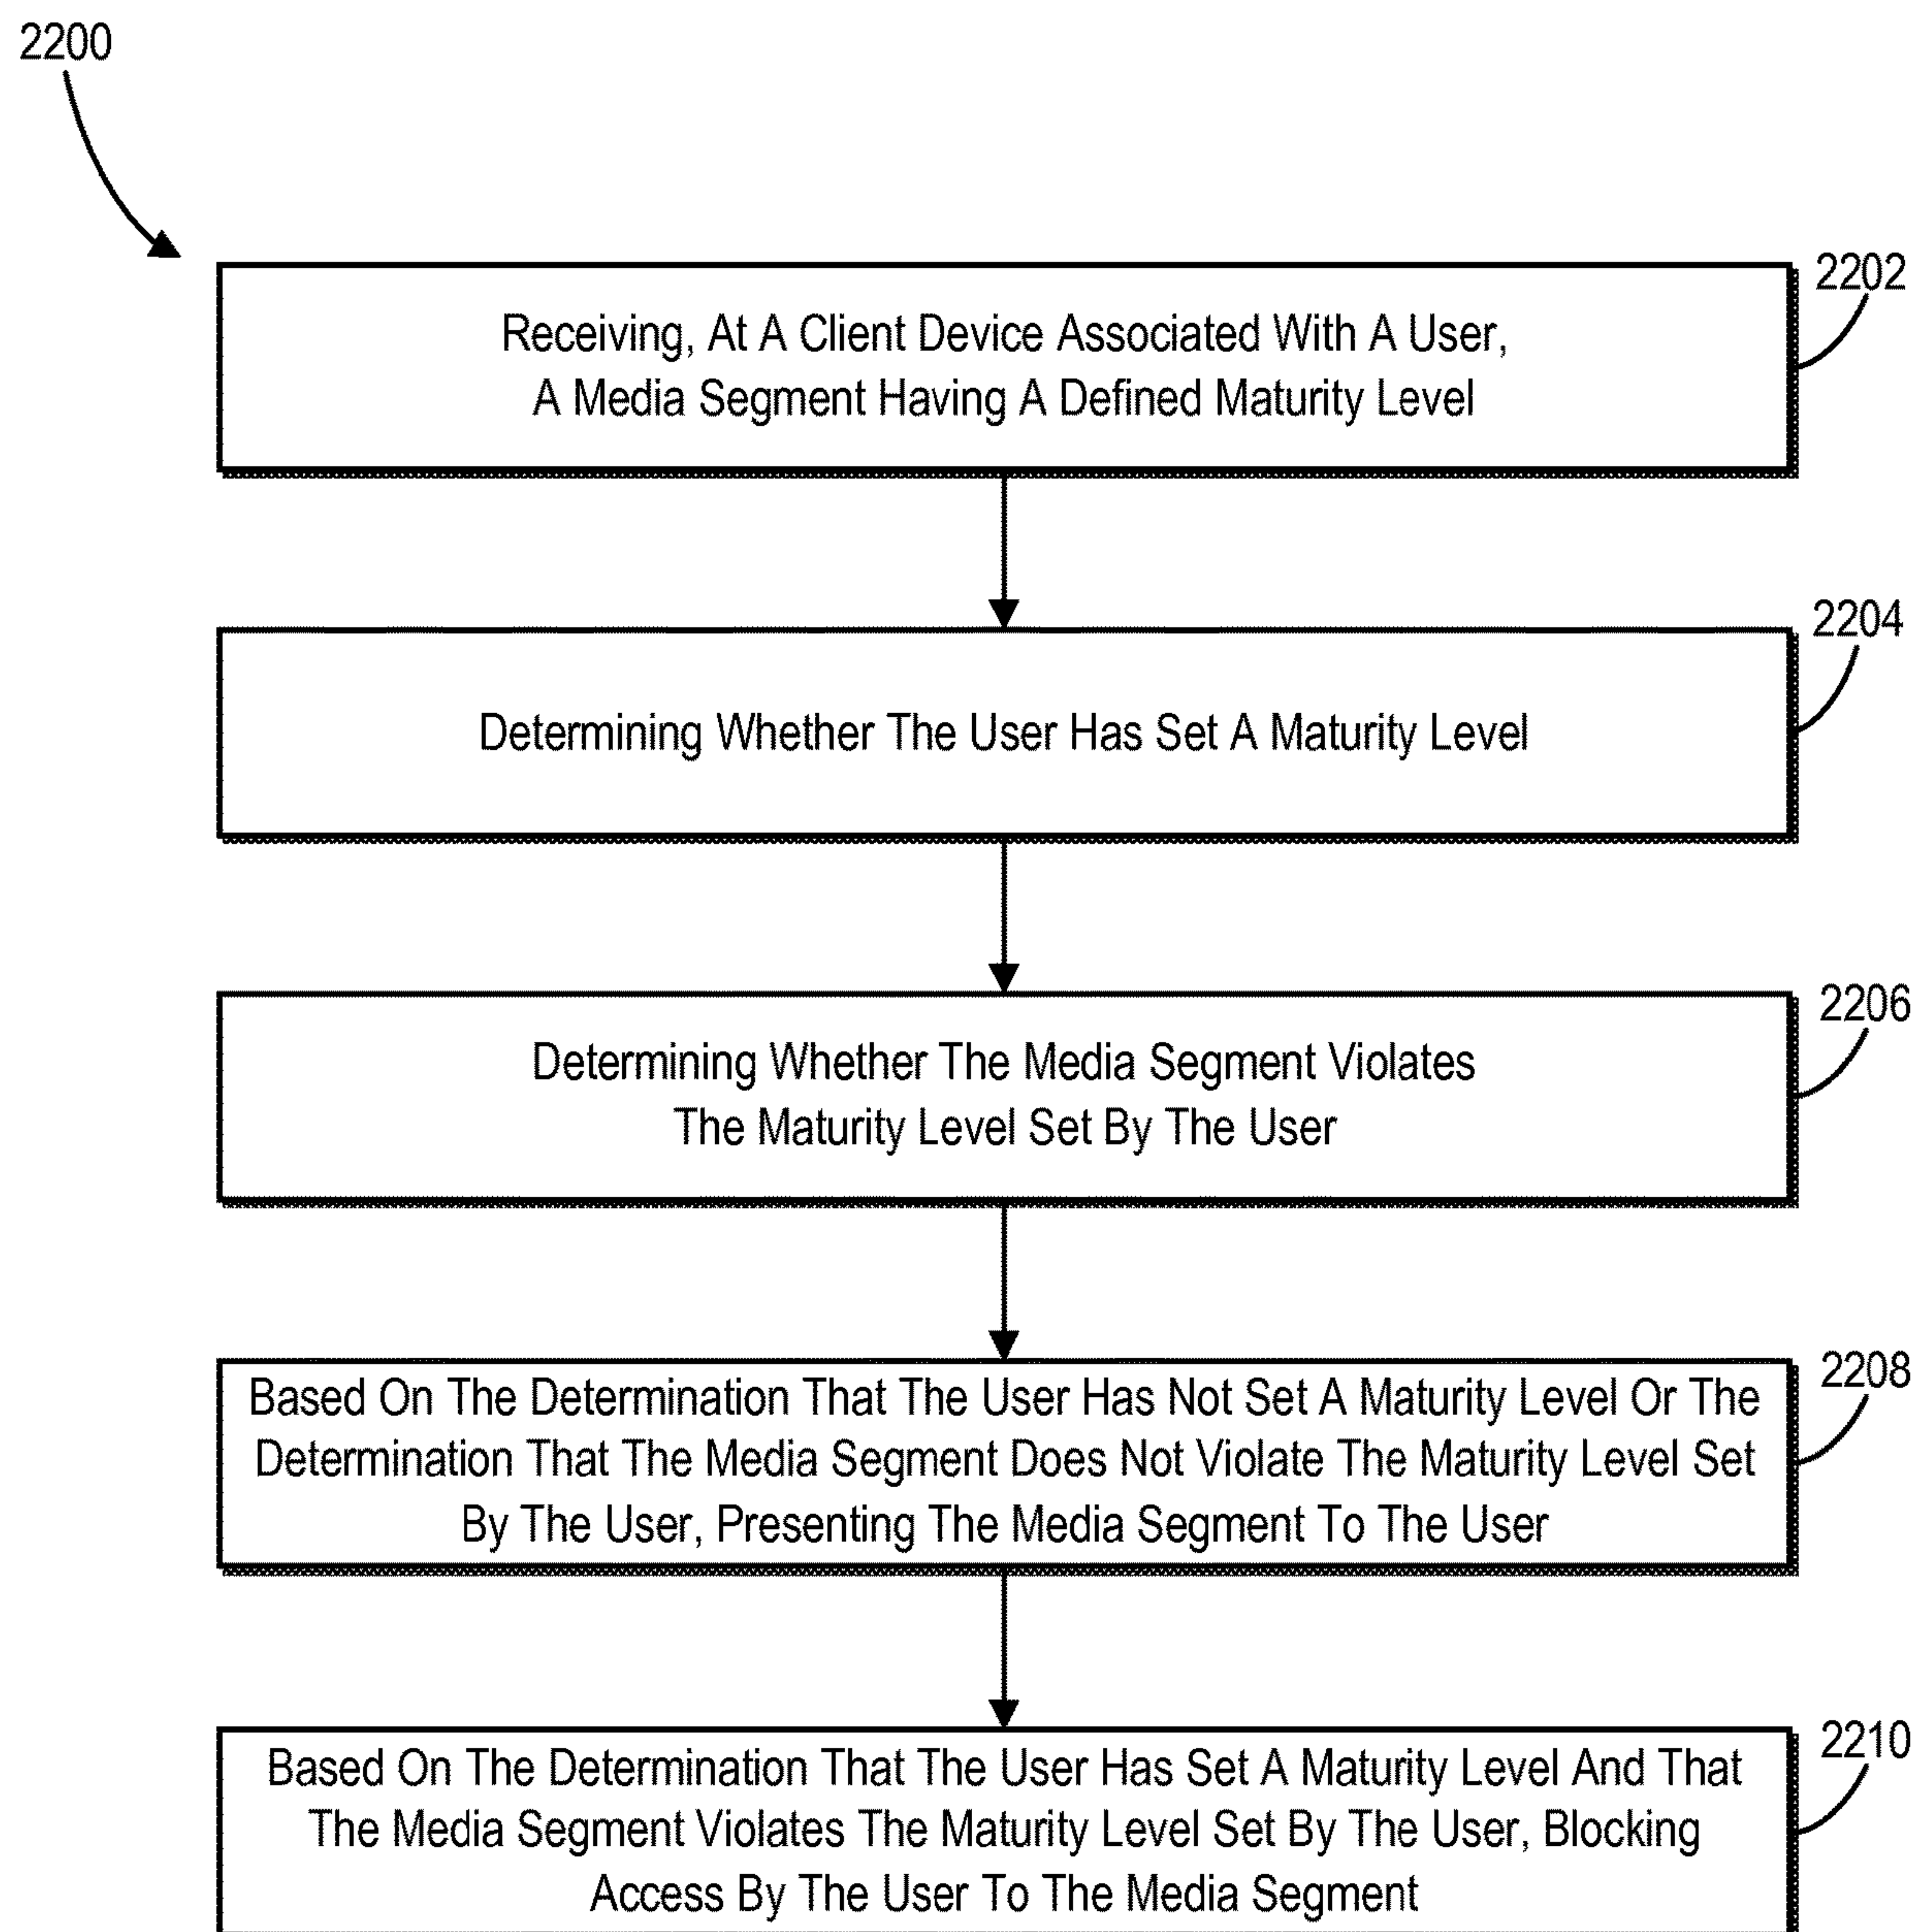 2200
2202
Receiving, At A Client Device Associated With A User,
A Media Segment Having A Defined Maturity Level
2204
Determining Whether The User Has Set A Maturity Level
2206
Determining Whether The Media Segment Violates
The Maturity Level Set By The User
2208
Based On The Determination That The User Has Not Set A Maturity Level Or The
Determination That The Media Segment Does Not Violate The Maturity Level Set
By The User, Presenting The Media Segment To The User
2210
Based On The Determination That The User Has Set A Maturity Level And That
The Media Segment Violates The Maturity Level Set By The User, Blocking
Access By The User To The Media Segment